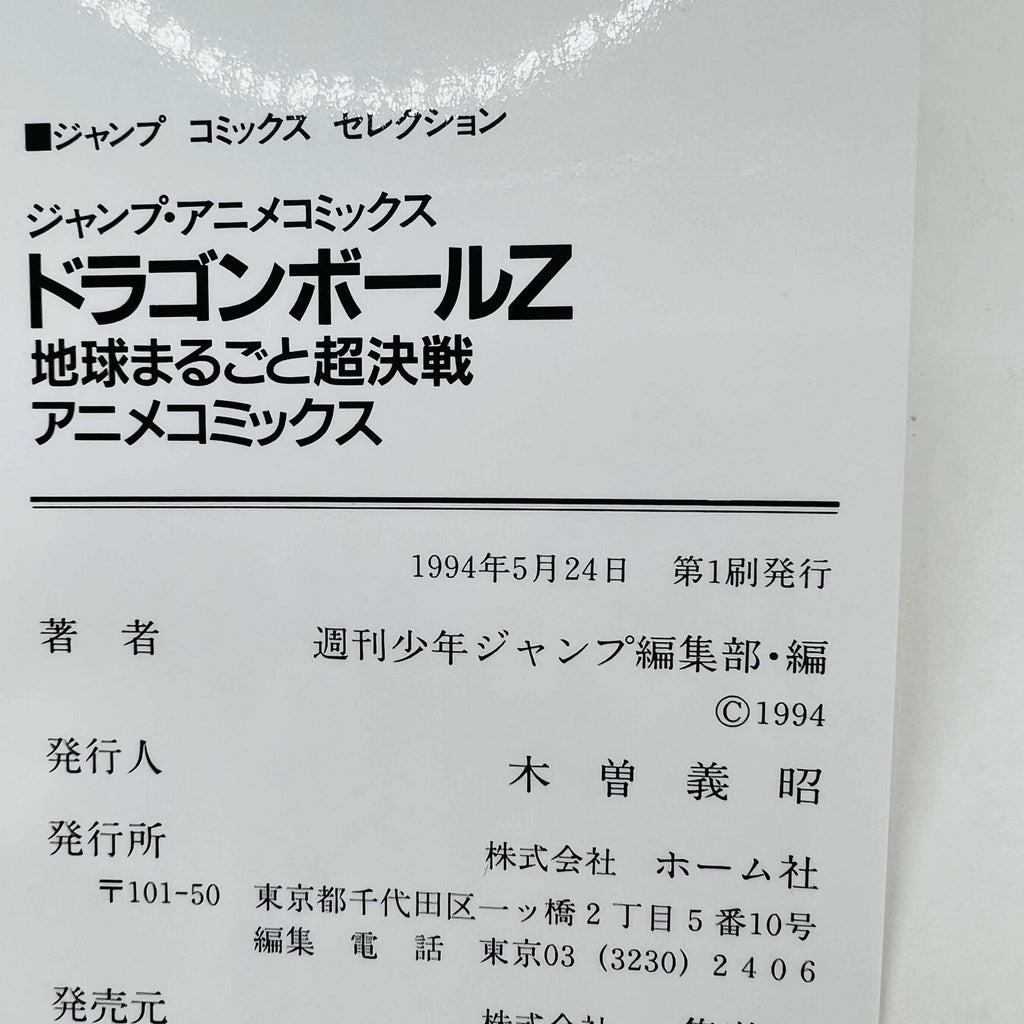 ■ジャンプ コミックス セレクション
ジャンプ・アニメコミックス
ドラゴンボールZ
地球まるごと超決戦
アニメコミックス
1994年5月24日 第1刷発行
著 者 週刊少年ジャンプ編集部・編
©1994
発行人 木 曽 義 昭
発行所 株式会社 ホーム社
〒101-50 東京都千代田区一ッ橋2丁目5番10号
編集 電 話 東京03 (3230) 2406
発売元 株式会社